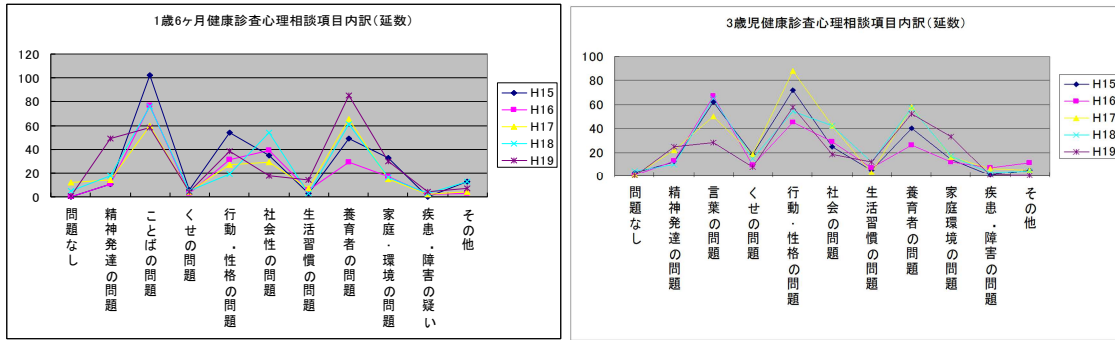 1歳6ヶ月健康診査心理相談項目内訳(延数)
120
100
80
60
40
20
0
問題なし
精神発達の問題
ことばの問題
くせの問題
行動・性格の問題
社会性の問題
生活習慣の問題
養育者の問題
家庭・環境の問題
疾患・障害の疑い
その他
H15
H16
H17
H18
H19
3歳児健康診査心理相談項目内訳(延数)
100
80
60
40
20
0
問題なし
精神発達の問題
言葉の問題
くせの問題
行動・性格の問題
社会の問題
生活習慣の問題
養育者の問題
家庭環境の問題
疾患・障害の問題
その他
H15
H16
H17
H18
H19